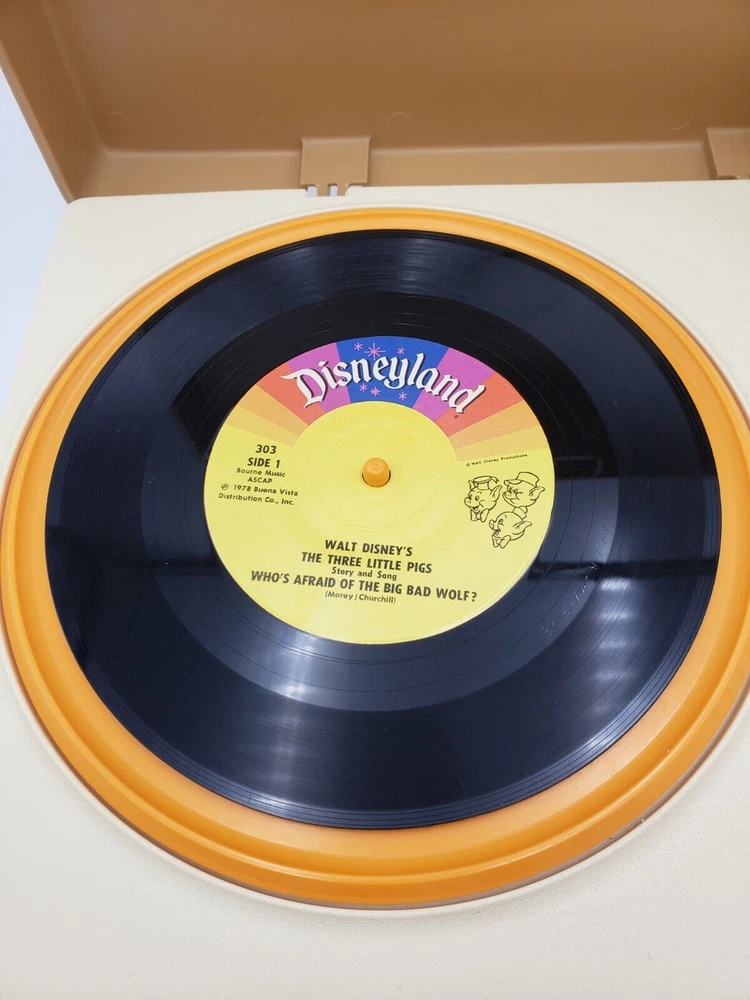 Disneyland
303
SIDE 1
Bourne Music
ASCAP
℗ 1978 Buena Vista
Distribution Co., Inc.
© Walt Disney Productions
WALT DISNEY'S
THE THREE LITTLE PIGS
Story and Song
WHO'S AFRAID OF THE BIG BAD WOLF?
(Morey/Churchill)